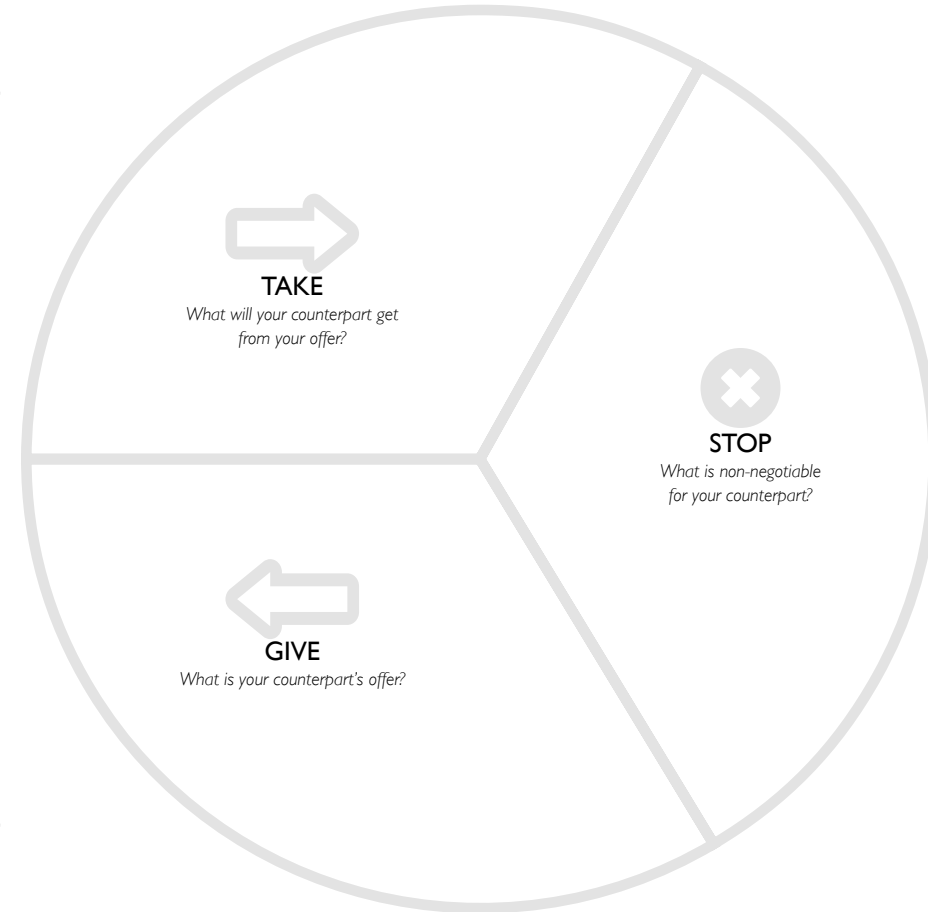 TAKE
What will your counterpart get
from your offer?
STOP
What is non-negotiable
for your counterpart?
GIVE
What is your counterpart's offer?